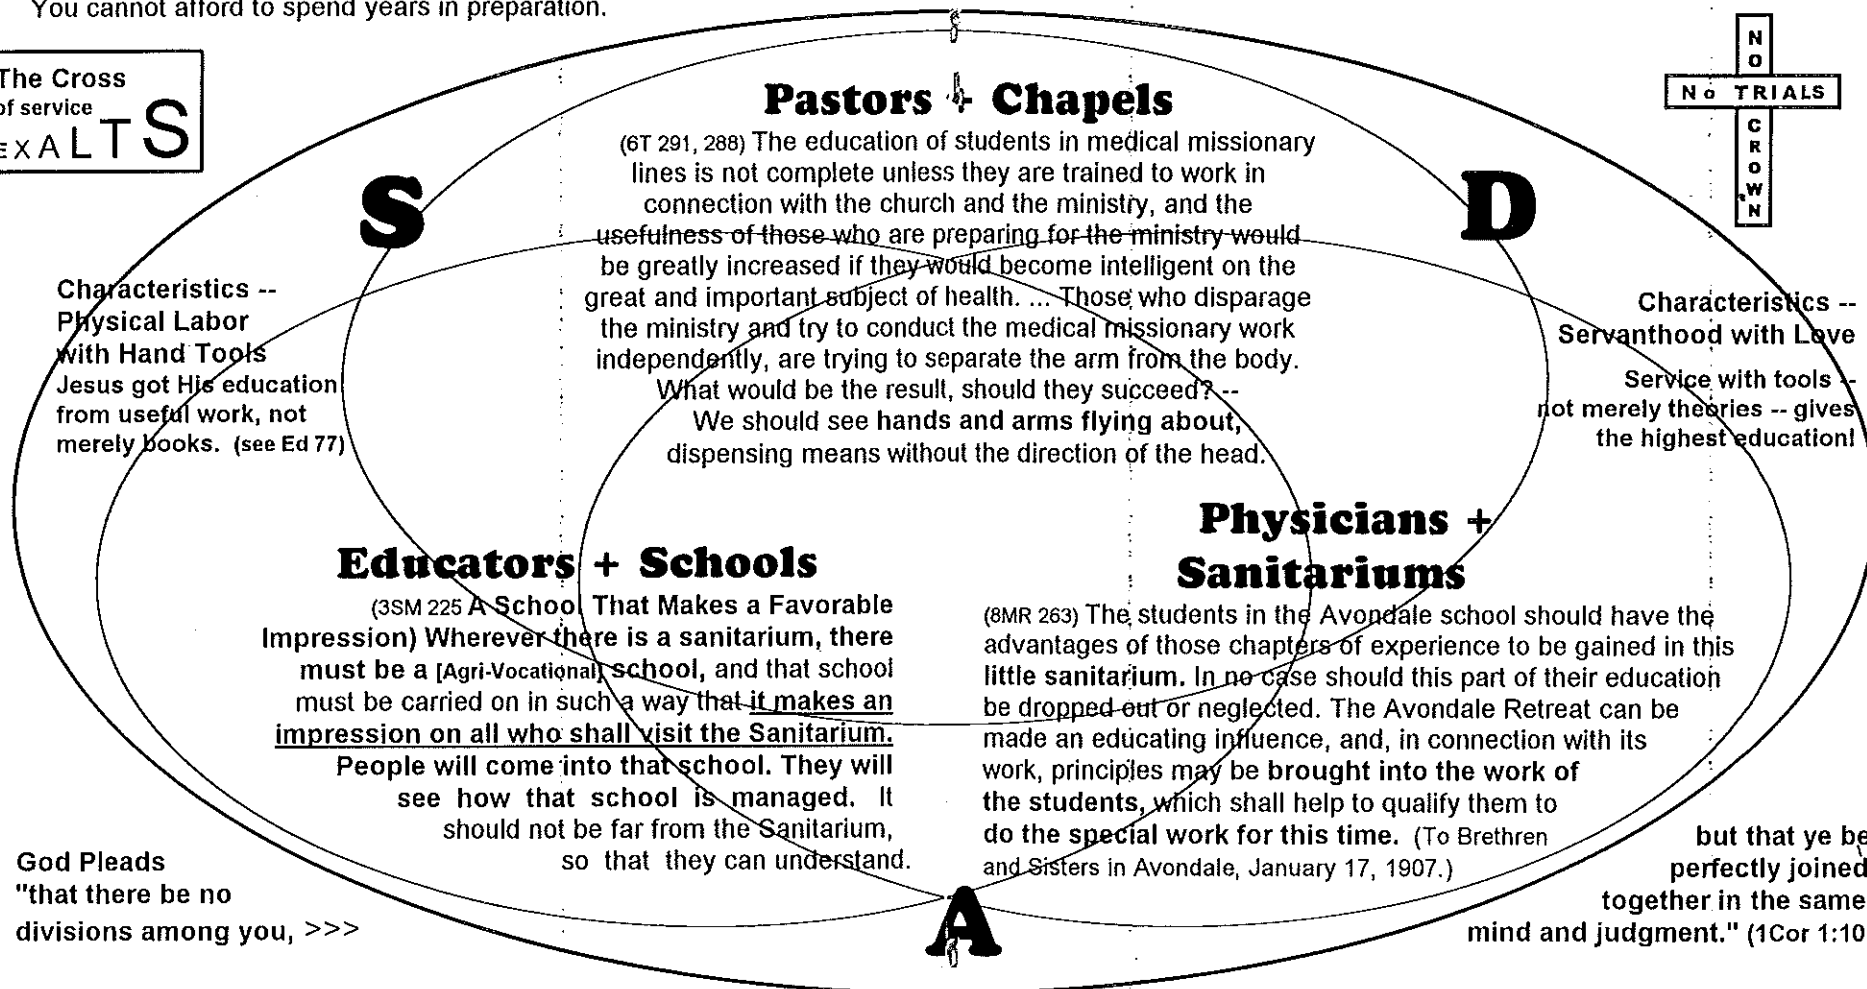 You cannot afford to spend years in preparation.
The Cross
of service
EXALTS
NO
CROWN
No TRIALS
Pastors + Chapels
(6T 291, 288) The education of students in medical missionary
lines is not complete unless they are trained to work in
connection with the church and the ministry, and the
usefulness of those who are preparing for the ministry would
be greatly increased if they would become intelligent on the
great and important subject of health. ... Those who disparage
the ministry and try to conduct the medical missionary work
independently, are trying to separate the arm from the body.
What would be the result, should they succeed? --
We should see hands and arms flying about,
dispensing means without the direction of the head.
S
D
Characteristics --
Physical Labor
with Hand Tools
Jesus got His education
from useful work, not
merely books. (see Ed 77)
Characteristics --
Servanthood with Love
Service with tools --
not merely theories -- gives
the highest education!
Educators + Schools
(3SM 225 A School That Makes a Favorable
Impression) Wherever there is a sanitarium, there
must be a [Agri-Vocational] school, and that school
must be carried on in such a way that it makes an
impression on all who shall visit the Sanitarium.
People will come into that school. They will
see how that school is managed. It
should not be far from the Sanitarium,
so that they can understand.
Physicians +
Sanitariums
(8MR 263) The students in the Avondale school should have the
advantages of those chapters of experience to be gained in this
little sanitarium. In no case should this part of their education
be dropped out or neglected. The Avondale Retreat can be
made an educating influence, and, in connection with its
work, principles may be brought into the work of
the students, which shall help to qualify them to
do the special work for this time. (To Brethren
and Sisters in Avondale, January 17, 1907.)
A
God Pleads
"that there be no
divisions among you, >>>
but that ye be
perfectly joined
together in the same
mind and judgment." (1Cor 1:10